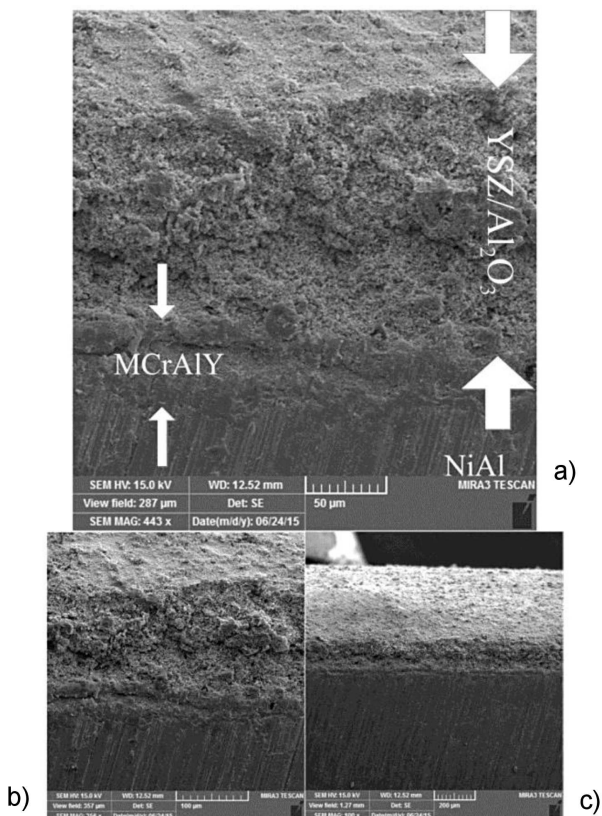 YSZ/Al₂O₃
MCrAlY
NiAl
a)
SEM HV: 15.0 kV
WD: 12.52 mm
MIRA3 TESCAN
View field: 287 µm
Det: SE
50 µm
SEM MAG: 443 x
Date(m/d/y): 06/24/15
b)
SEM HV: 15.0 kV
WD: 12.52 mm
MIRA3 TESCAN
View field: 357 µm
Det: SE
100 µm
SEM HV: 15.0 kV
WD: 12.52 mm
MIRA3 TESCAN
View field: 1.27 mm
Det: SE
200 µm
c)